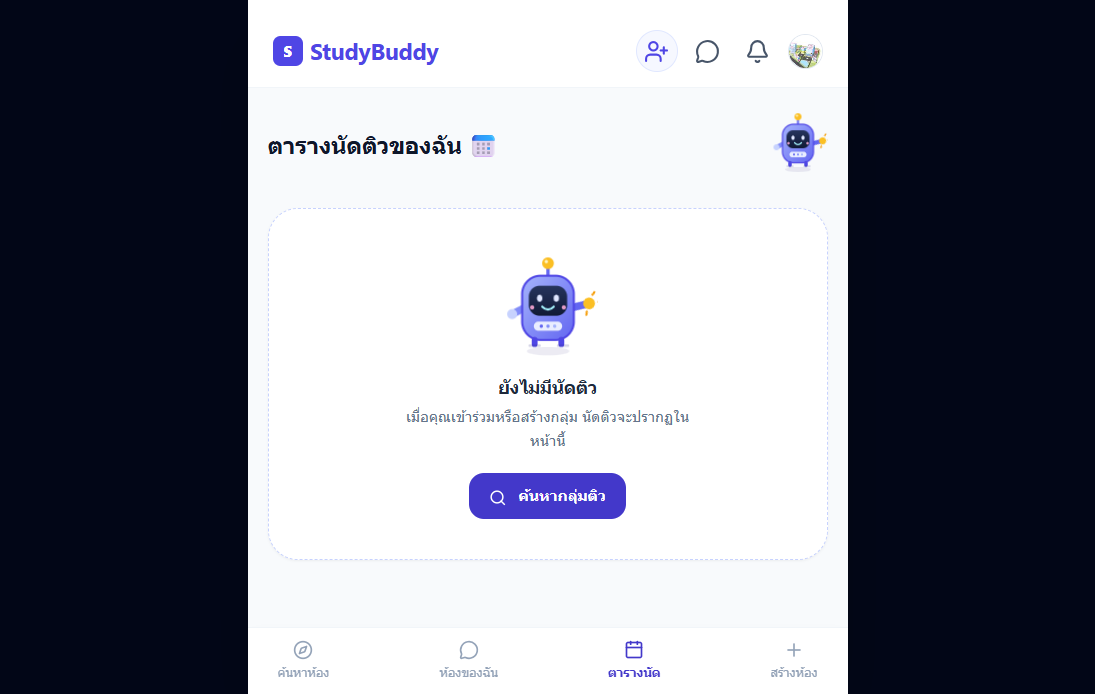 S StudyBuddy
ตารางนัดติวของฉัน
ยังไม่มีนัดติว
เมื่อคุณเข้าร่วมหรือสร้างกลุ่ม นัดติวจะปรากฏใน
หน้านี้
ค้นหากลุ่มติว
ค้นหาห้อง
ห้องของฉัน
ตารางนัด
สร้างห้อง